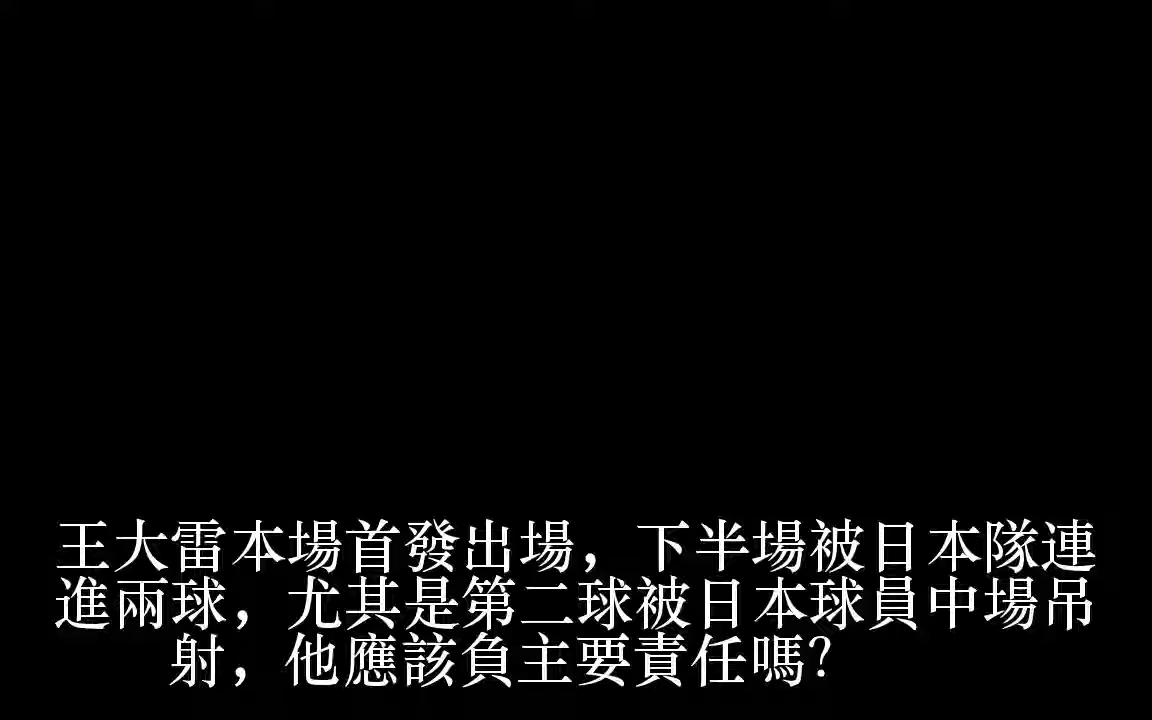 王大雷本場首發出場，下半場被日本隊連
進兩球，尤其是第二球被日本球員中場吊
射，他應該負主要責任嗎？